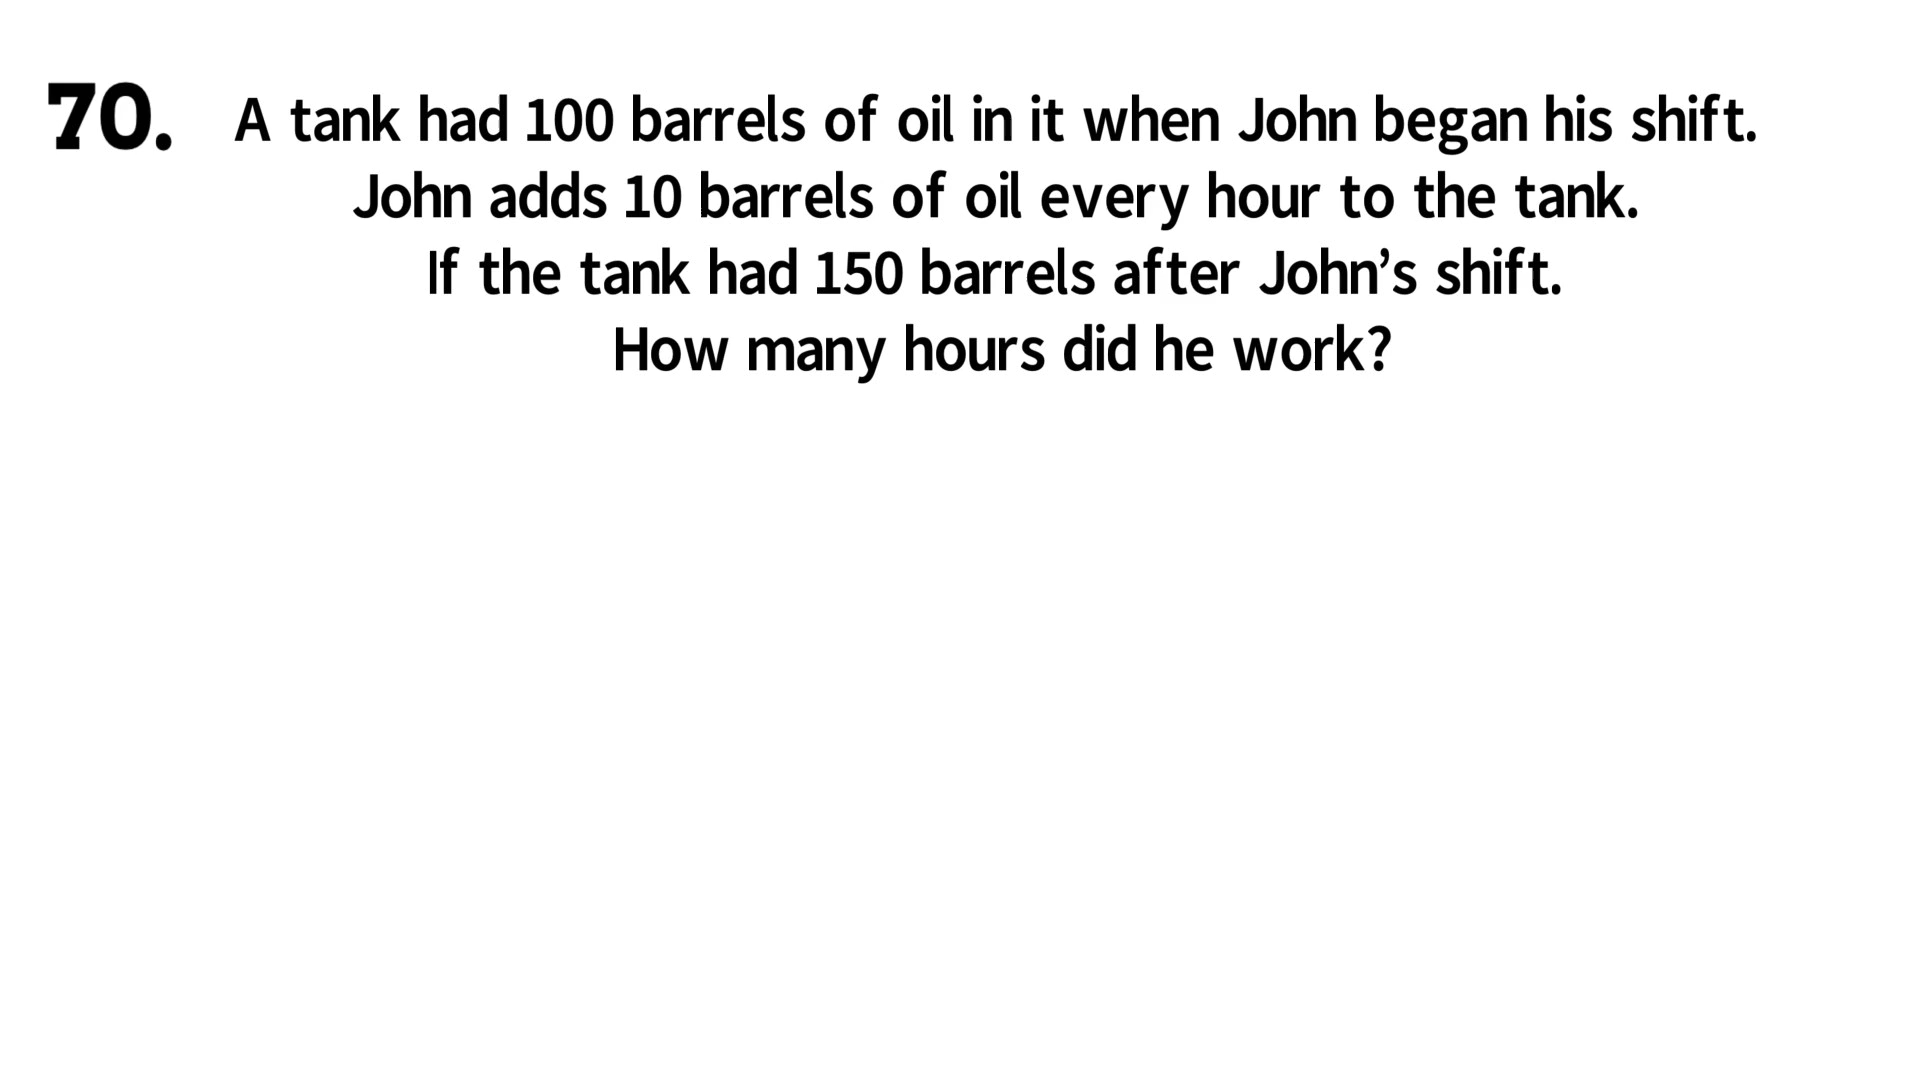 70. A tank had 100 barrels of oil in it when John began his shift.
John adds 10 barrels of oil every hour to the tank.
If the tank had 150 barrels after John’s shift.
How many hours did he work?